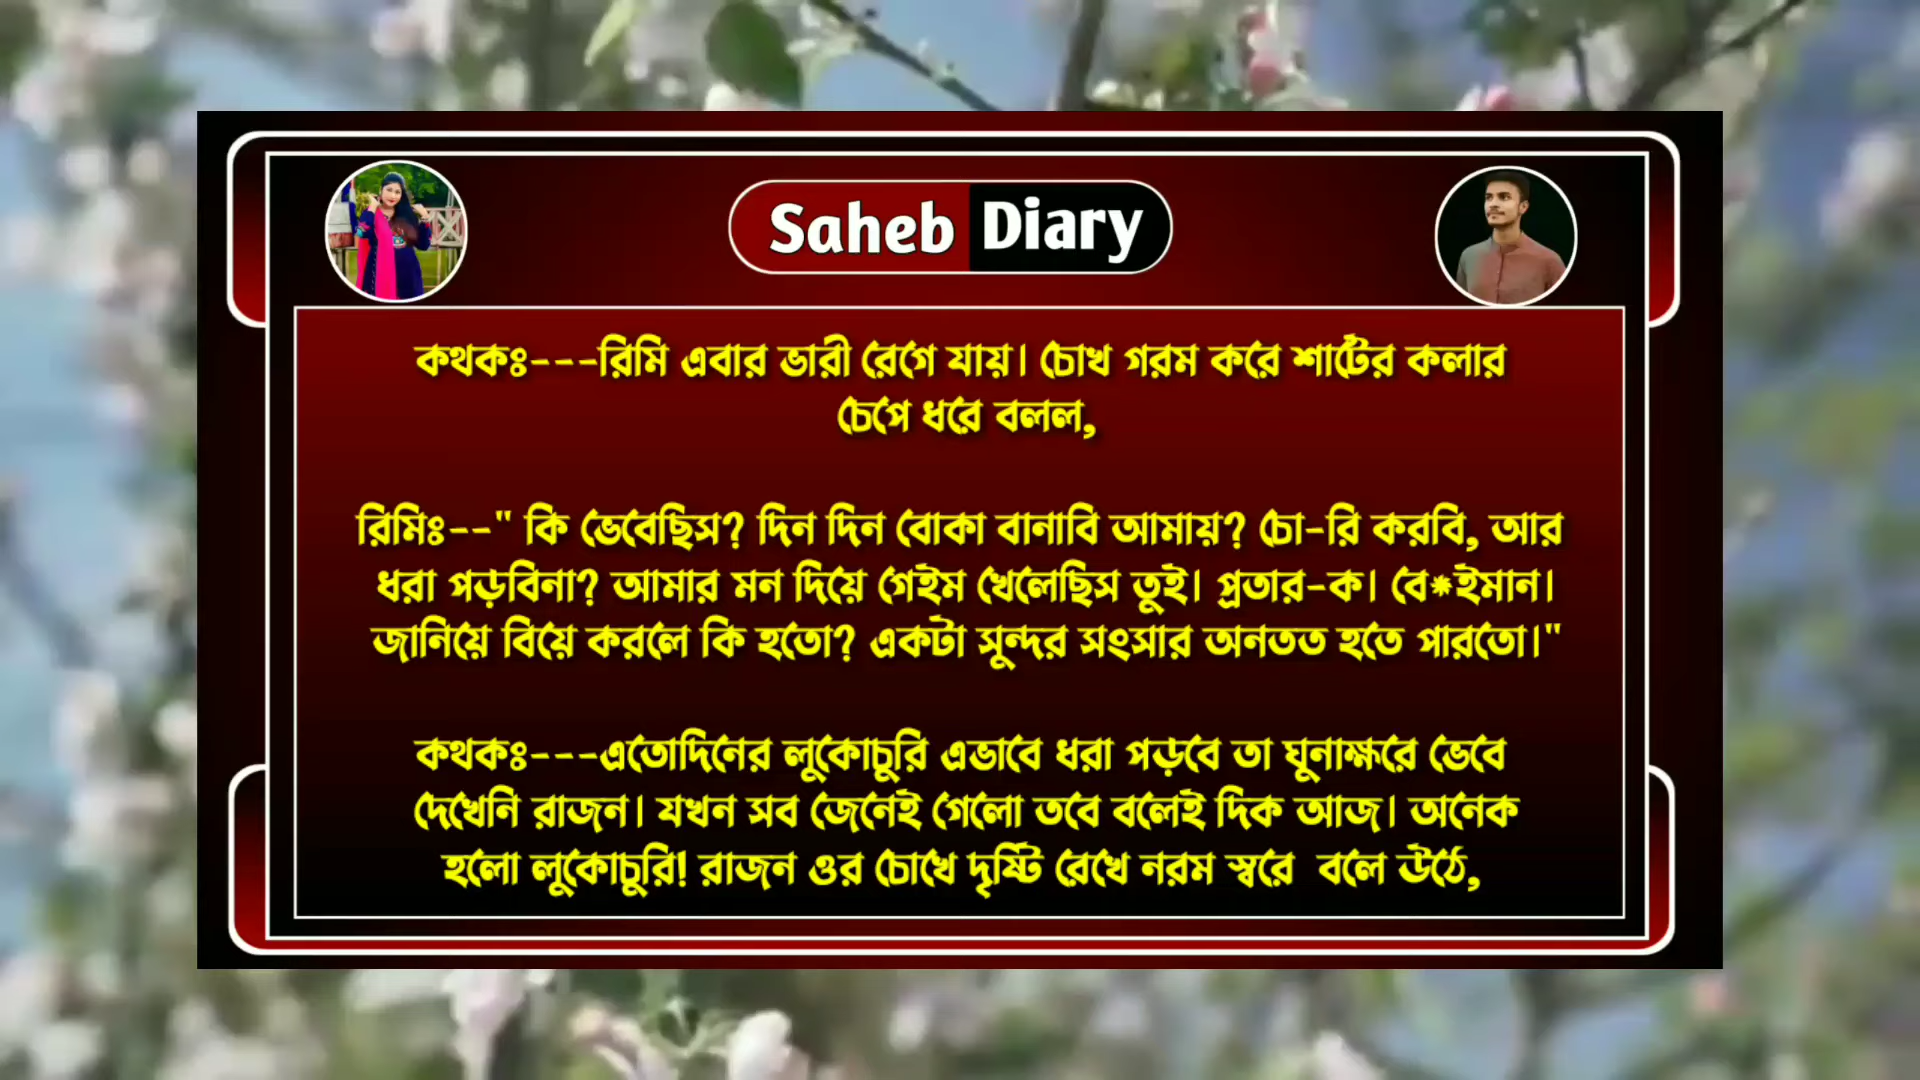 Saheb Diary
কথকঃ---রিমি এবার ভারী রেগে যায়। চোখ গরম করে শার্টের কলার
চেপে ধরে বলল,
রিমিঃ--" কি ভেবেছিস? দিন দিন বোকা বানাবি আমায়? চো-রি করবি, আর
ধরা পড়বিনা? আমার মন দিয়ে গেইম খেলেছিস তুই। প্রতার-ক। বে*ইমান।
জানিয়ে বিয়ে করলে কি হতো? একটা সুন্দর সংসার অনতত হতে পারতো।"
কথকঃ---এতোদিনের লুকোচুরি এভাবে ধরা পড়বে তা ঘুনাক্ষরে ভেবে
দেখেনি রাজন। যখন সব জেনেই গেলো তবে বলেই দিক আজ। অনেক
হলো লুকোচুরি! রাজন ওর চোখে দৃষ্টি রেখে নরম স্বরে বলে ঊঠে,